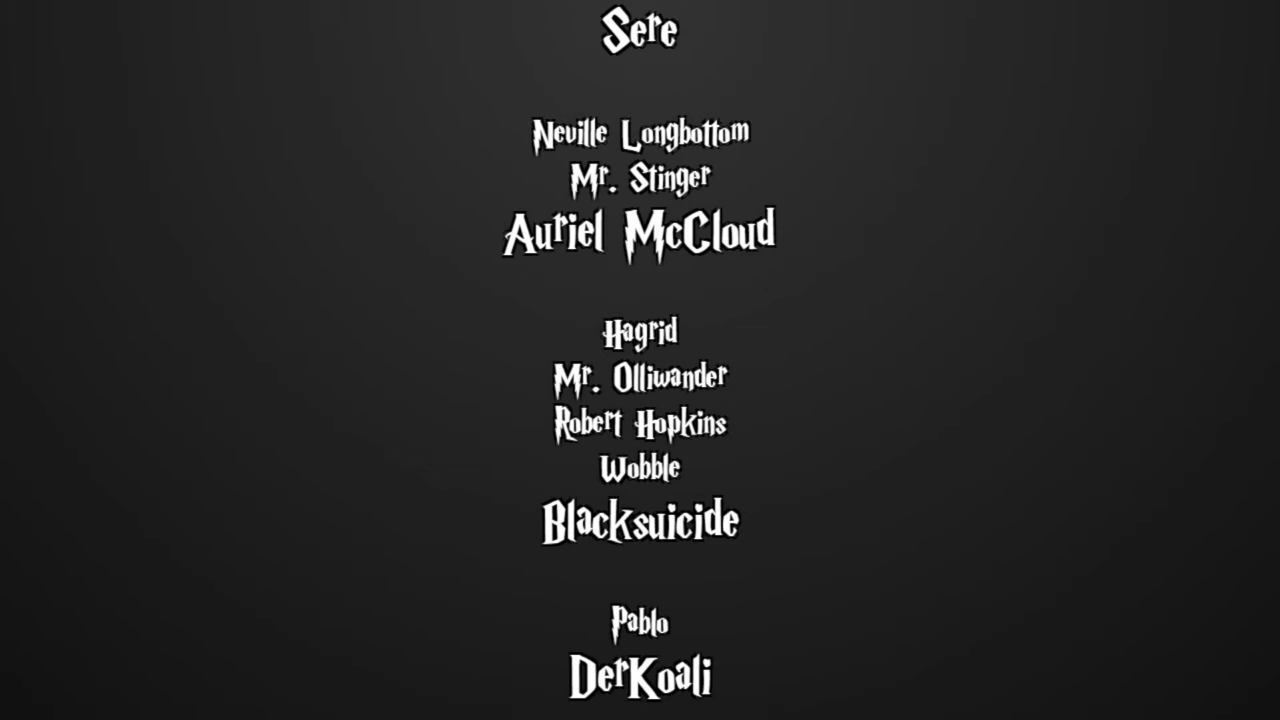 Sere
Neville Longbottom
Mr. Stinger
Auriel McCloud
Hagrid
Mr. Olliwander
Robert Hopkins
Wobble
Blacksuicide
Pablo
DerKoali